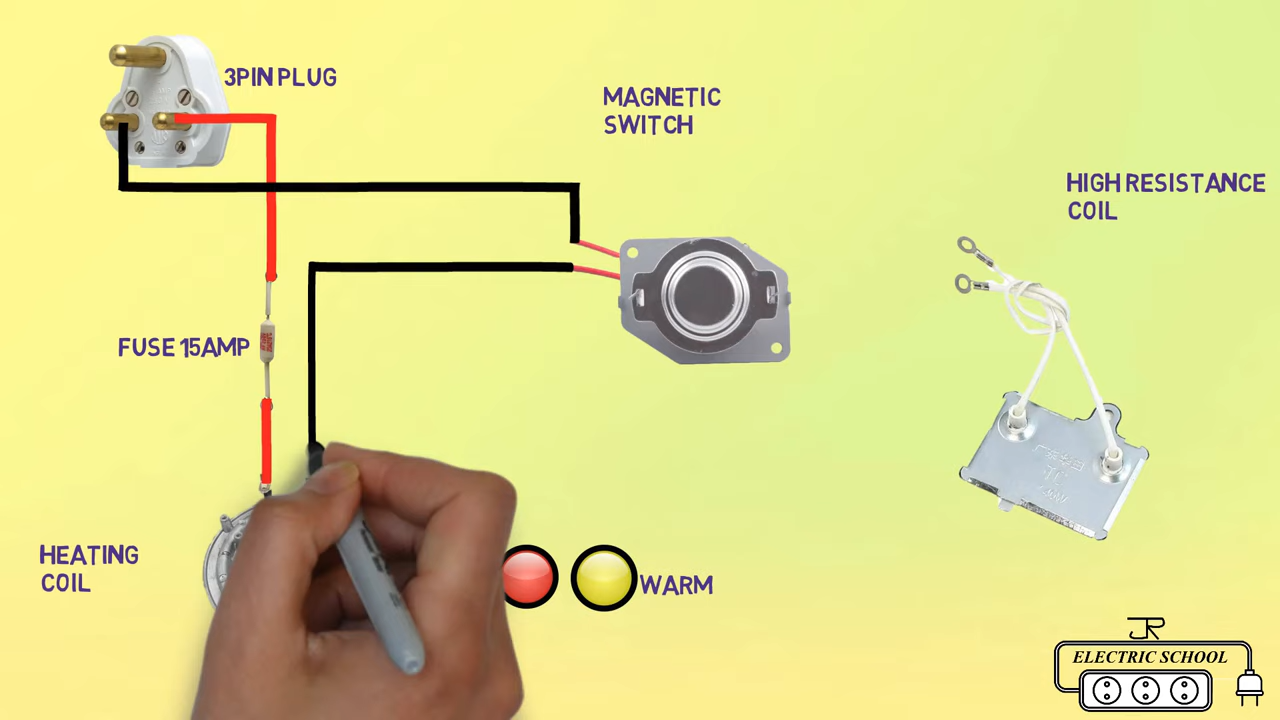 3PIN PLUG
MAGNETIC
SWITCH
HIGH RESISTANCE
COIL
FUSE 15AMP
HEATING
COIL
WARM
JR
ELECTRIC SCHOOL